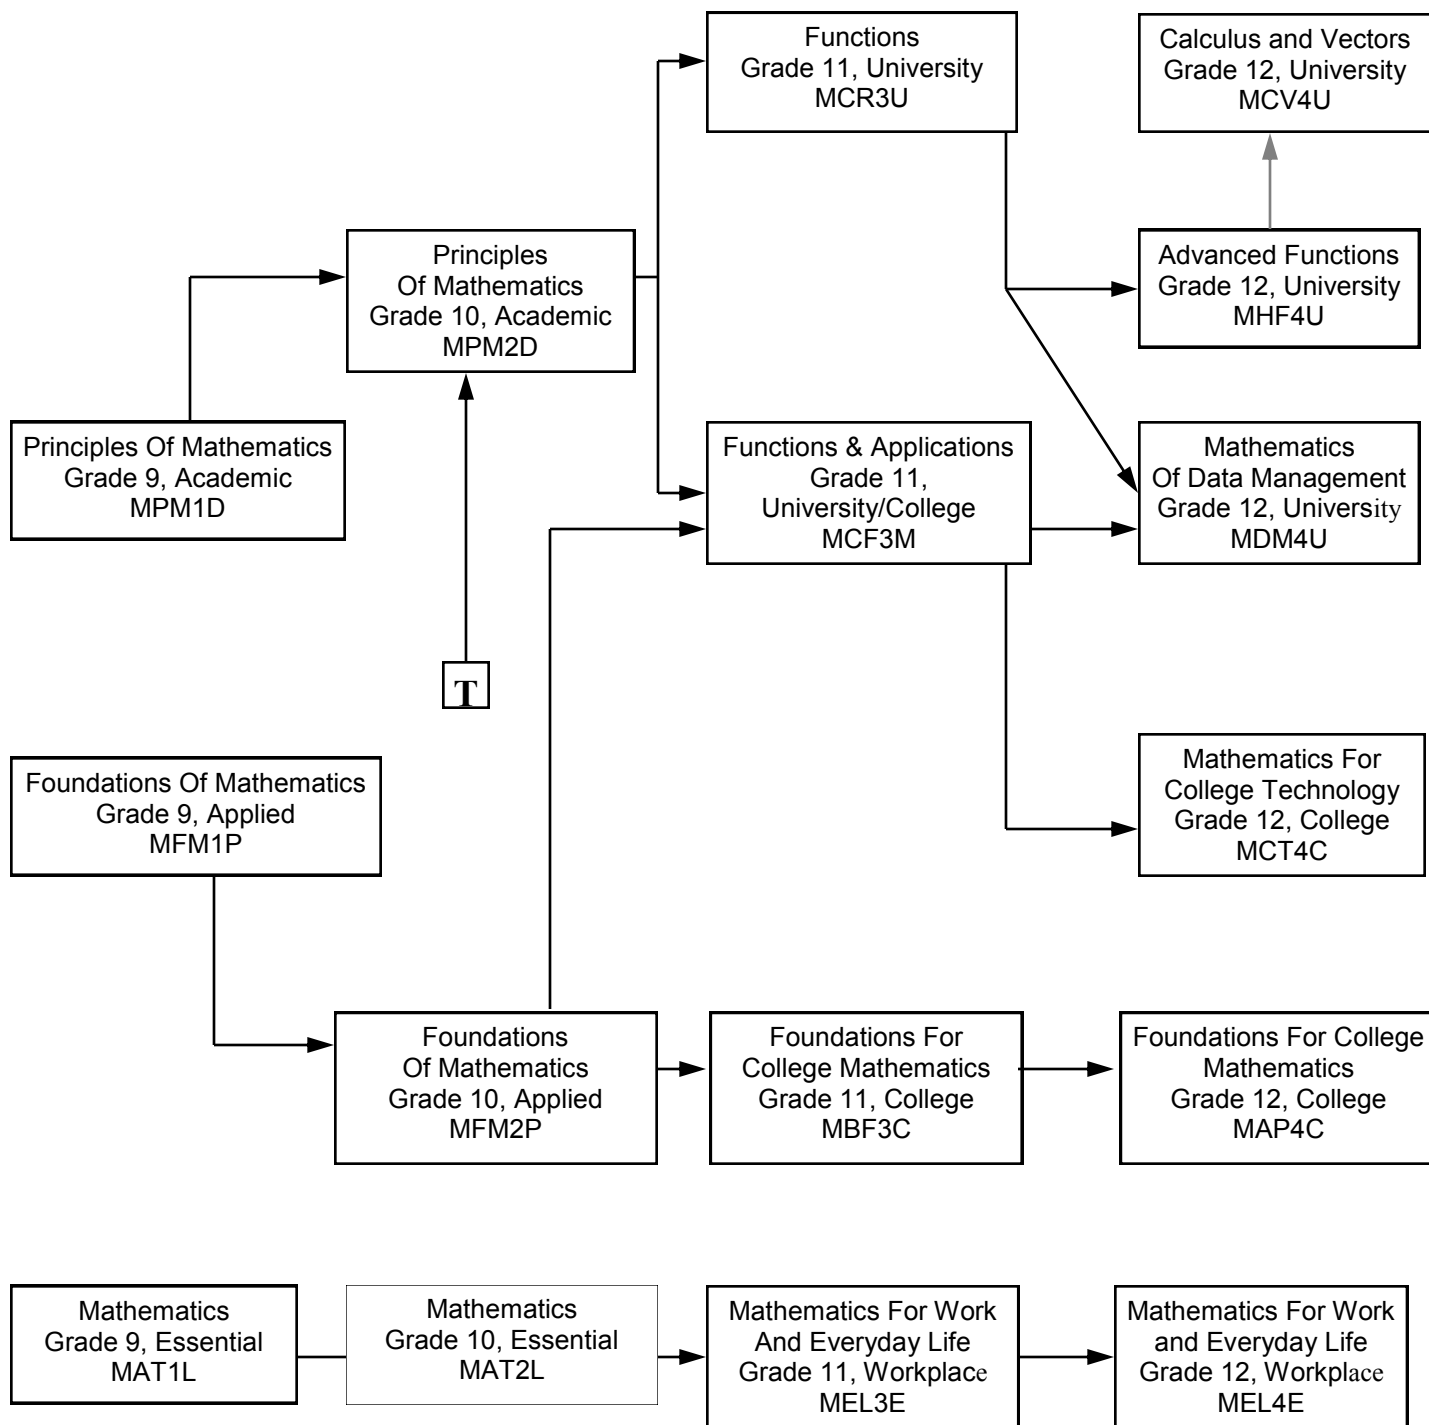 Functions
Grade 11, University
MCR3U
Calculus and Vectors
Grade 12, University
MCV4U
Principles
Of Mathematics
Grade 10, Academic
MPM2D
Advanced Functions
Grade 12, University
MHF4U
Principles Of Mathematics
Grade 9, Academic
MPM1D
Functions & Applications
Grade 11,
University/College
MCF3M
Mathematics
Of Data Management
Grade 12, University
MDM4U
T
Foundations Of Mathematics
Grade 9, Applied
MFM1P
Mathematics For
College Technology
Grade 12, College
MCT4C
Foundations
Of Mathematics
Grade 10, Applied
MFM2P
Foundations For
College Mathematics
Grade 11, College
MBF3C
Foundations For College
Mathematics
Grade 12, College
MAP4C
Mathematics
Grade 9, Essential
MAT1L
Mathematics
Grade 10, Essential
MAT2L
Mathematics For Work
And Everyday Life
Grade 11, Workplace
MEL3E
Mathematics For Work
and Everyday Life
Grade 12, Workplace
MEL4E